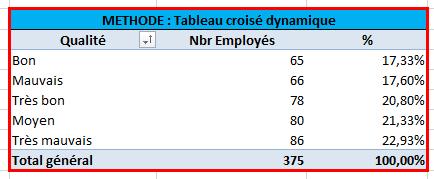 METHODE : Tableau croisé dynamique
Qualité Nbr Employés %
Bon 65 17,33%
Mauvais 66 17,60%
Très bon 78 20,80%
Moyen 80 21,33%
Très mauvais 86 22,93%
Total général 375 100,00%